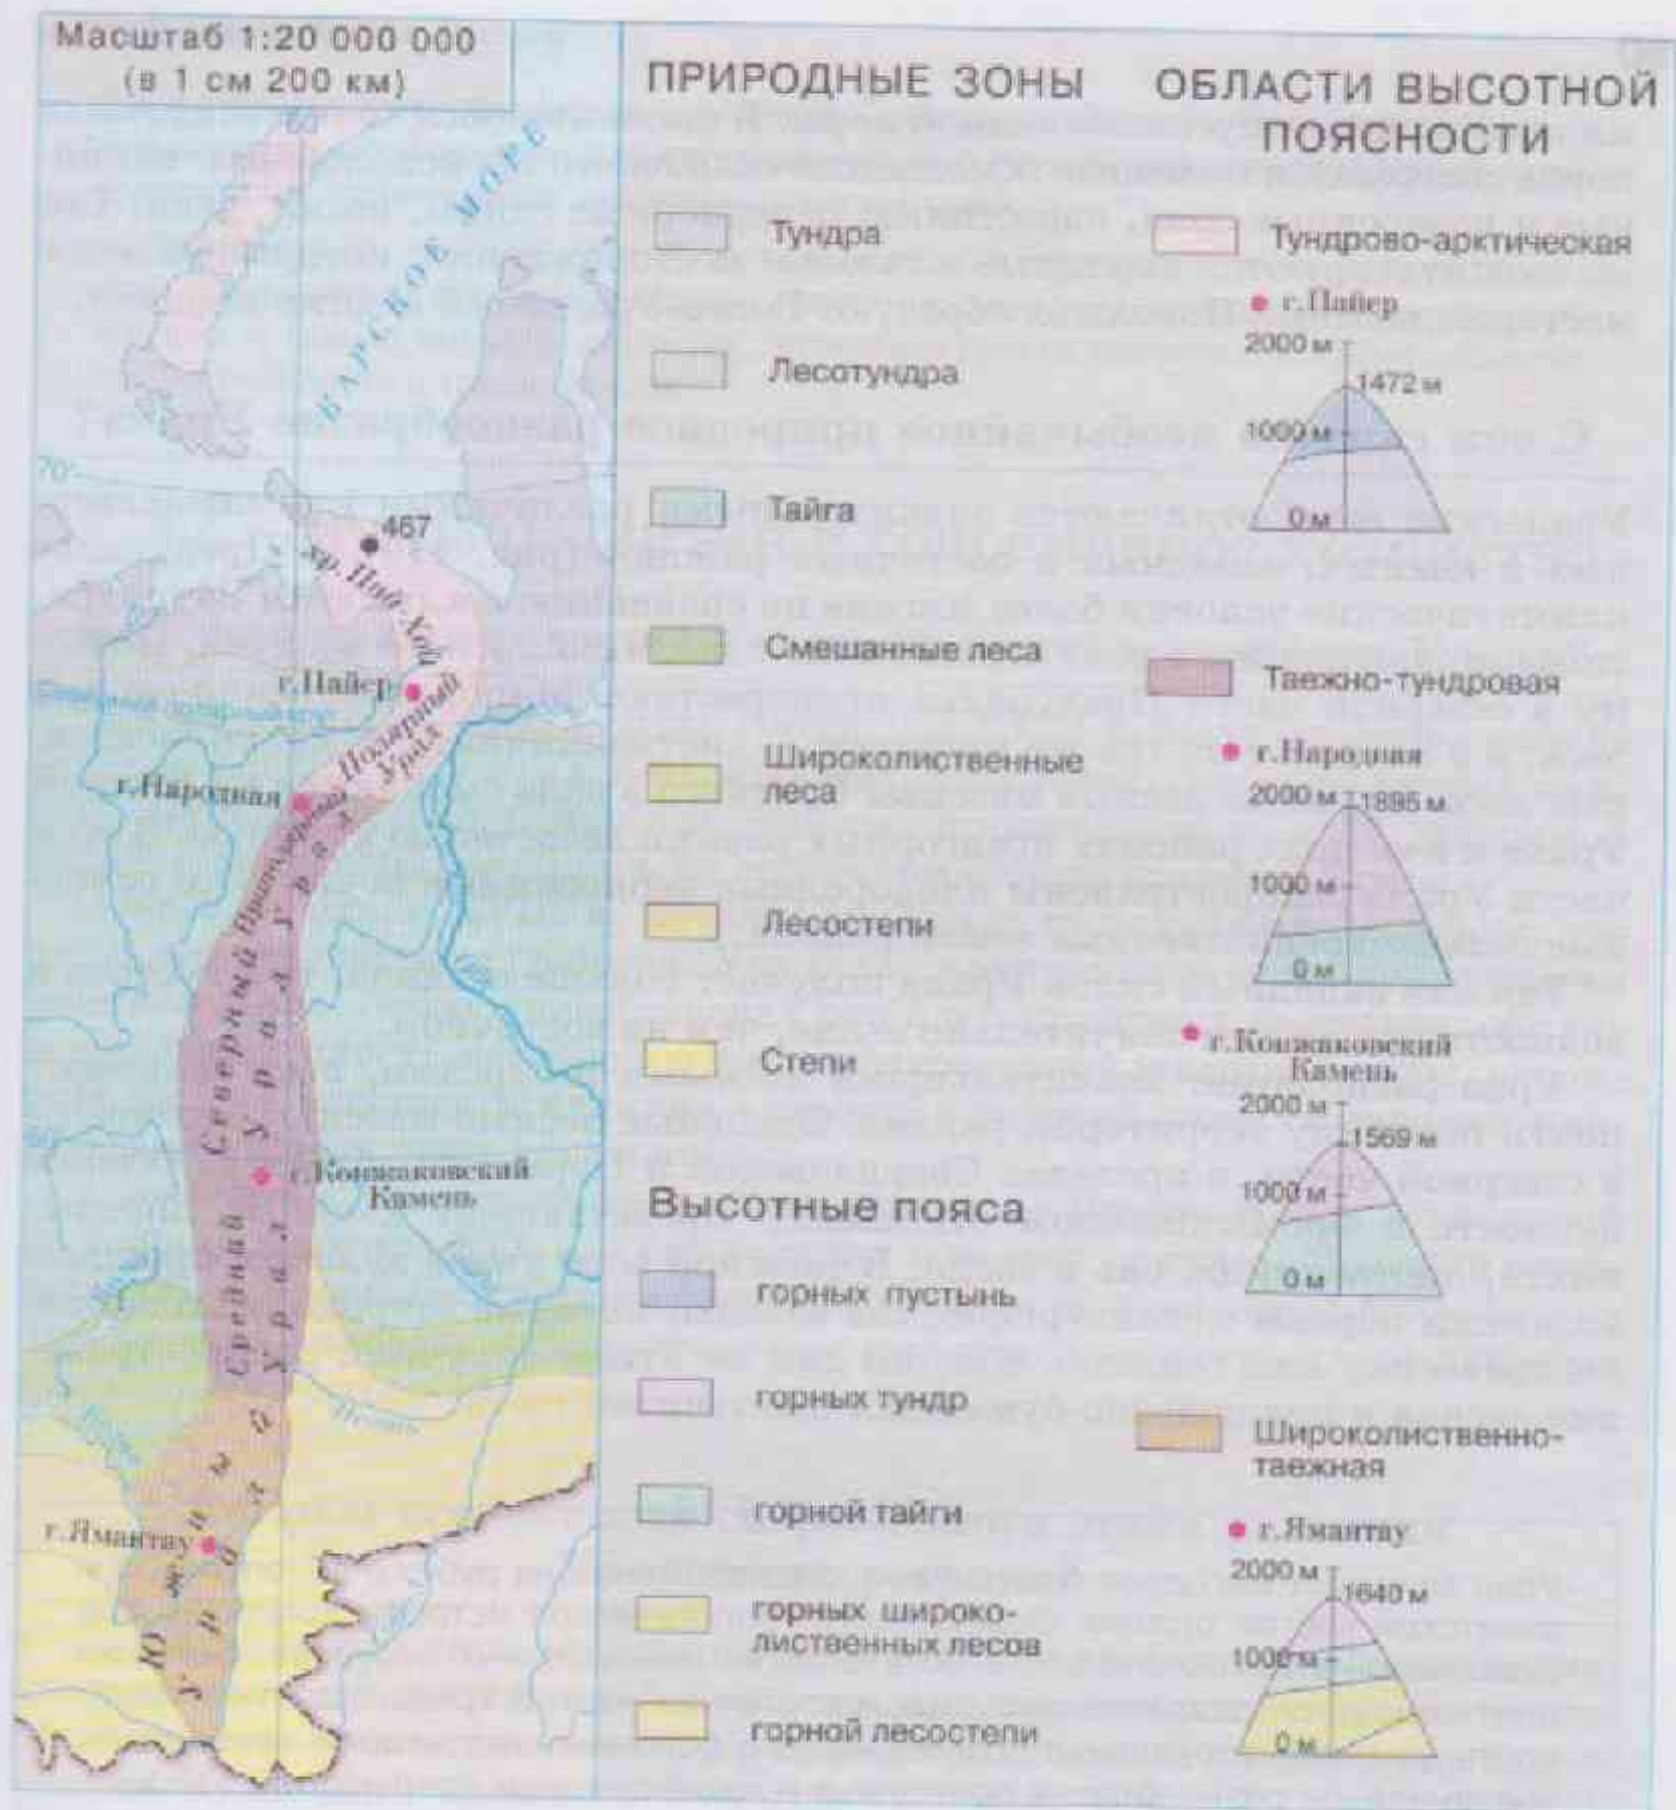 Масштаб 1:20 000 000
(в 1 см 200 км)
60°
КАРСКОЕ МОРЕ
70°
467
хр. Пай-Хой
г.Пайер
Полярный
Урал
г.Народная
Приполярный
Урал
Обь
Северный
Урал
г.Конжаковский
Камень
Средний
Урал
г.Ямантау
Южный
Урал
ПРИРОДНЫЕ ЗОНЫ
Тундра
Лесотундра
Тайга
Смешанные леса
Широколиственные
леса
Лесостепи
Степи
Высотные пояса
горных пустынь
горных тундр
горной тайги
горных широко-
лиственных лесов
горной лесостепи
ОБЛАСТИ ВЫСОТНОЙ
ПОЯСНОСТИ
Тундрово-арктическая
г.Пайер
2000 м
1472 м
1000 м
0 м
Таежно-тундровая
г.Народная
2000 м
1895 м
1000 м
0 м
г.Конжаковский
Камень
2000 м
1569 м
1000 м
0 м
Широколиственно-
таежная
г.Ямантау
2000 м
1640 м
1000 м
0 м